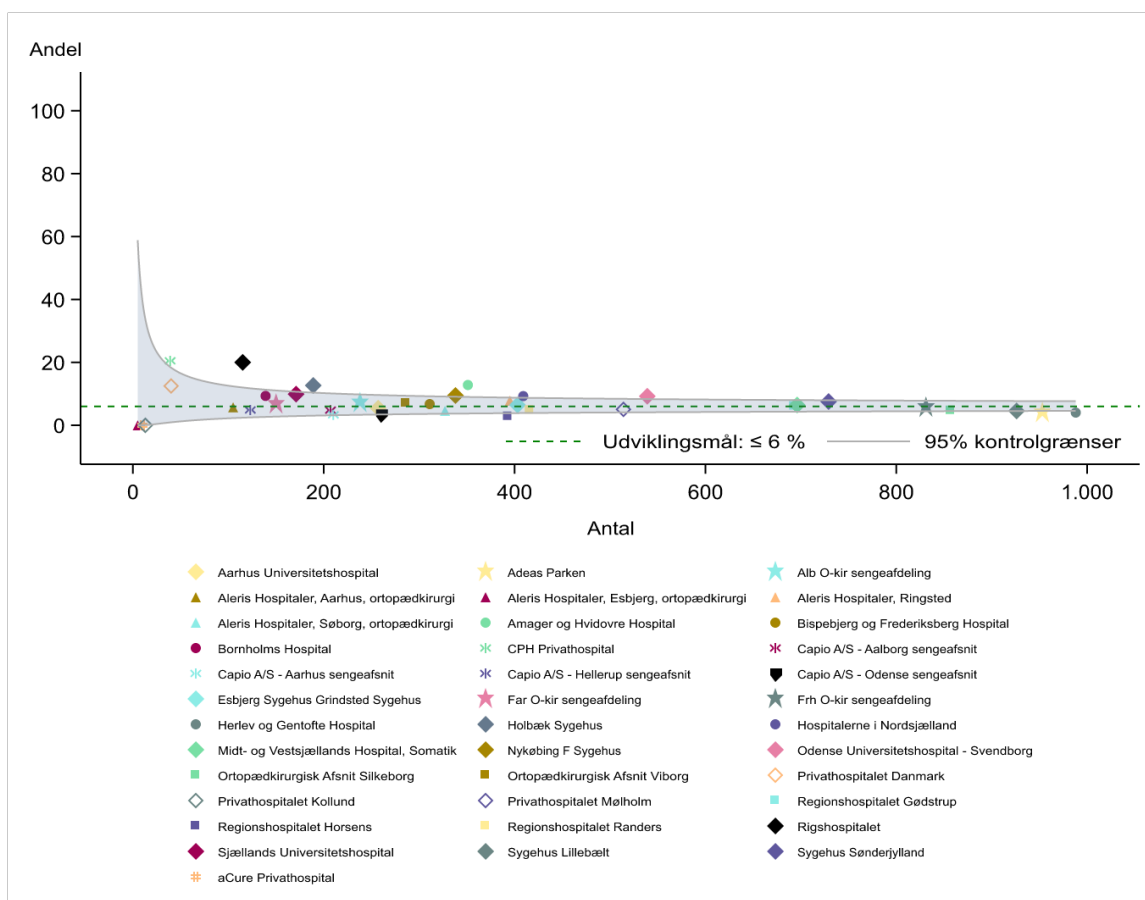 Andel
100
80
60
40
20
0
Udviklingsmål: ≤ 6 % 95% kontrolgrænser
0 200 400 600 800 1.000
Antal
Aarhus Universitetshospital Adeas Parken Alb O-kir sengeafdeling
Aleris Hospitaler, Aarhus, ortopædkirurgi Aleris Hospitaler, Esbjerg, ortopædkirurgi Aleris Hospitaler, Ringsted
Aleris Hospitaler, Søborg, ortopædkirurgi Amager og Hvidovre Hospital Bispebjerg og Frederiksberg Hospital
Bornholms Hospital CPH Privathospital Capio A/S - Aalborg sengeafsnit
Capio A/S - Aarhus sengeafsnit Capio A/S - Hellerup sengeafsnit Capio A/S - Odense sengeafsnit
Esbjerg Sygehus Grindsted Sygehus Far O-kir sengeafdeling Frh O-kir sengeafdeling
Herlev og Gentofte Hospital Holbæk Sygehus Hospitalerne i Nordsjælland
Midt- og Vestsjællands Hospital, Somatik Nykøbing F Sygehus Odense Universitetshospital - Svendborg
Ortopædkirurgisk Afsnit Silkeborg Ortopædkirurgisk Afsnit Viborg Privathospitalet Danmark
Privathospitalet Kollund Privathospitalet Mølholm Regionshospitalet Gødstrup
Regionshospitalet Horsens Regionshospitalet Randers Rigshospitalet
Sjællands Universitetshospital Sygehus Lillebælt Sygehus Sønderjylland
aCure Privathospital